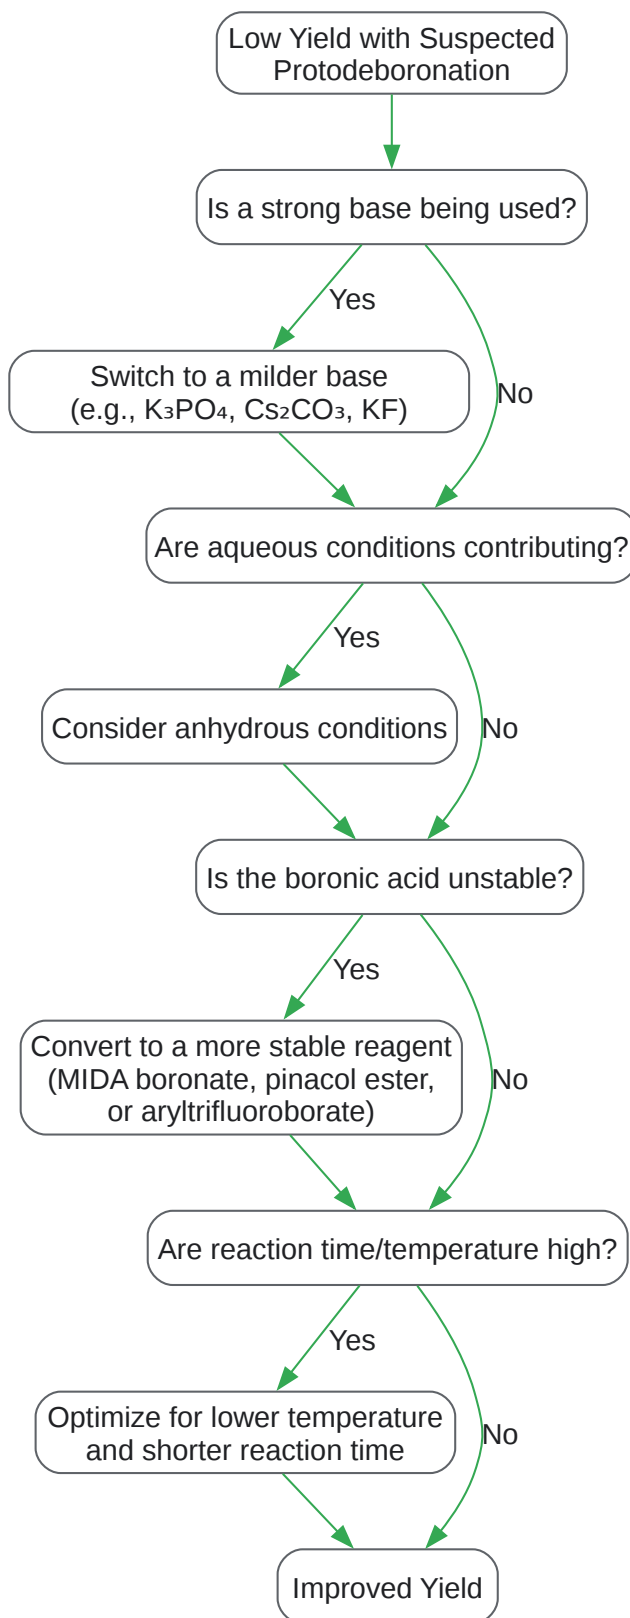 Low Yield with Suspected
Protodeboronation
Is a strong base being used?
Yes
Switch to a milder base
(e.g., K₃PO₄, Cs₂CO₃, KF)
No
Are aqueous conditions contributing?
Yes
Consider anhydrous conditions
No
Is the boronic acid unstable?
Yes
Convert to a more stable reagent
(MIDA boronate, pinacol ester,
or aryltrifluoroborate)
No
Are reaction time/temperature high?
Yes
Optimize for lower temperature
and shorter reaction time
No
Improved Yield